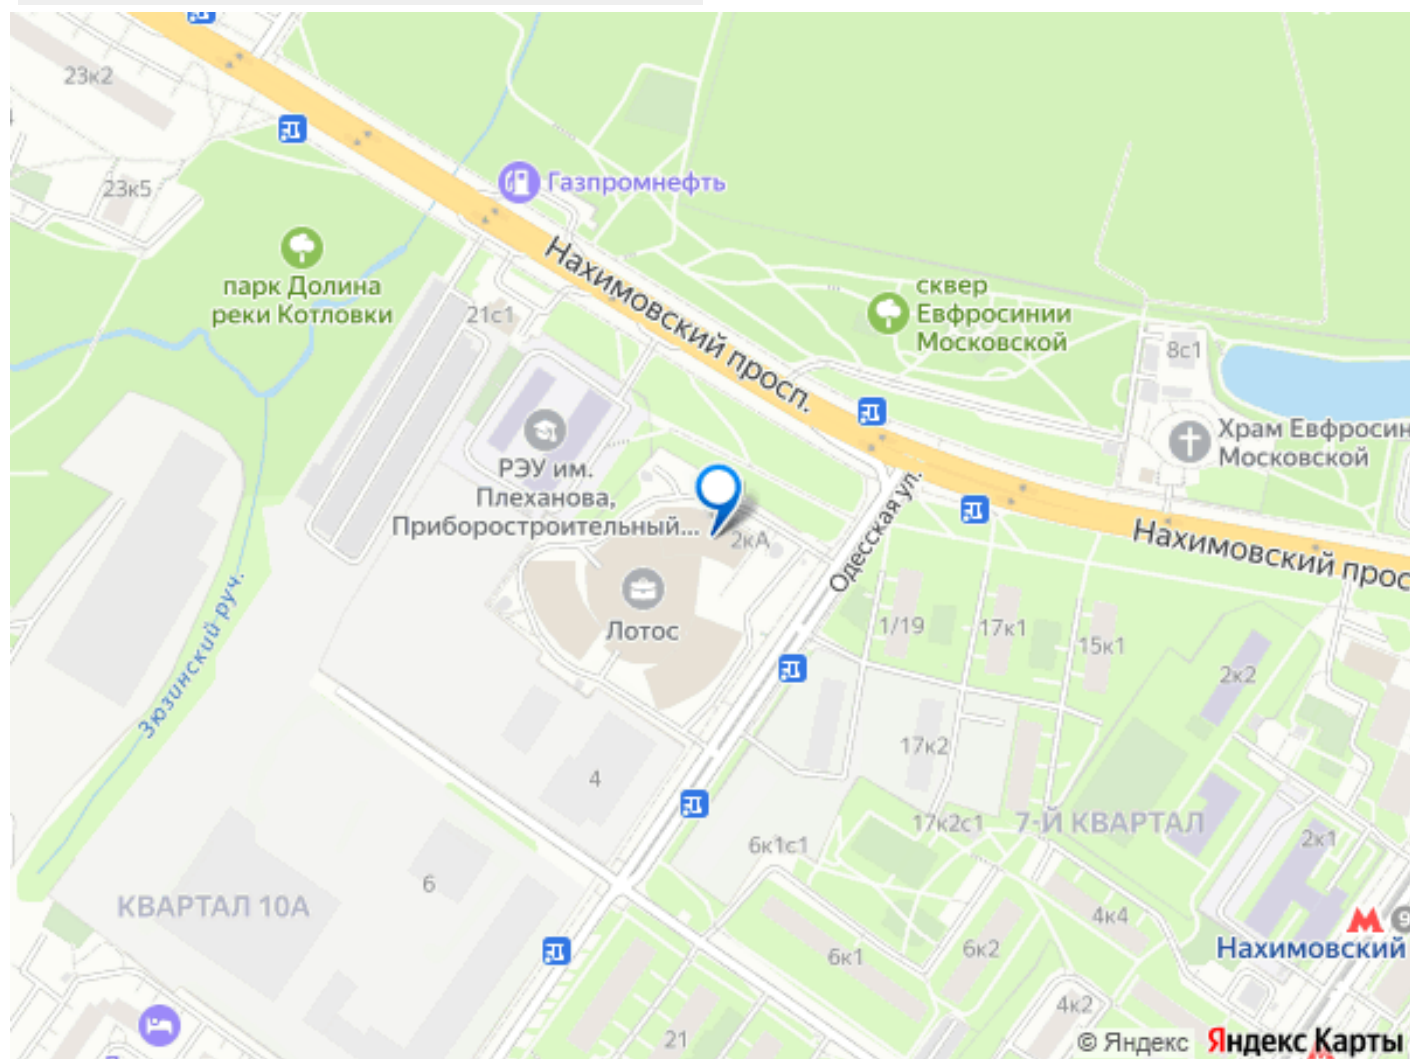 23к2
23к5
Газпромнефть
парк Долина
реки Котловки
21с1
Нахимовский просп.
сквер
Евфросинии
Московской
8с1
Храм Евфросин
Московской
РЭУ им.
Плеханова,
Приборостроительный...
2кА
Одесская ул.
Нахимовский прос
Лотос
1/19
17к1
15к1
2к2
Зюзинский руч.
17к2
4
17к2с1
7-Й КВАРТАЛ
6к1с1
2к1
6
КВАРТАЛ 10А
4к4
9
Нахимовский
6к1
6к2
4к2
21
© Яндекс Яндекс Карты